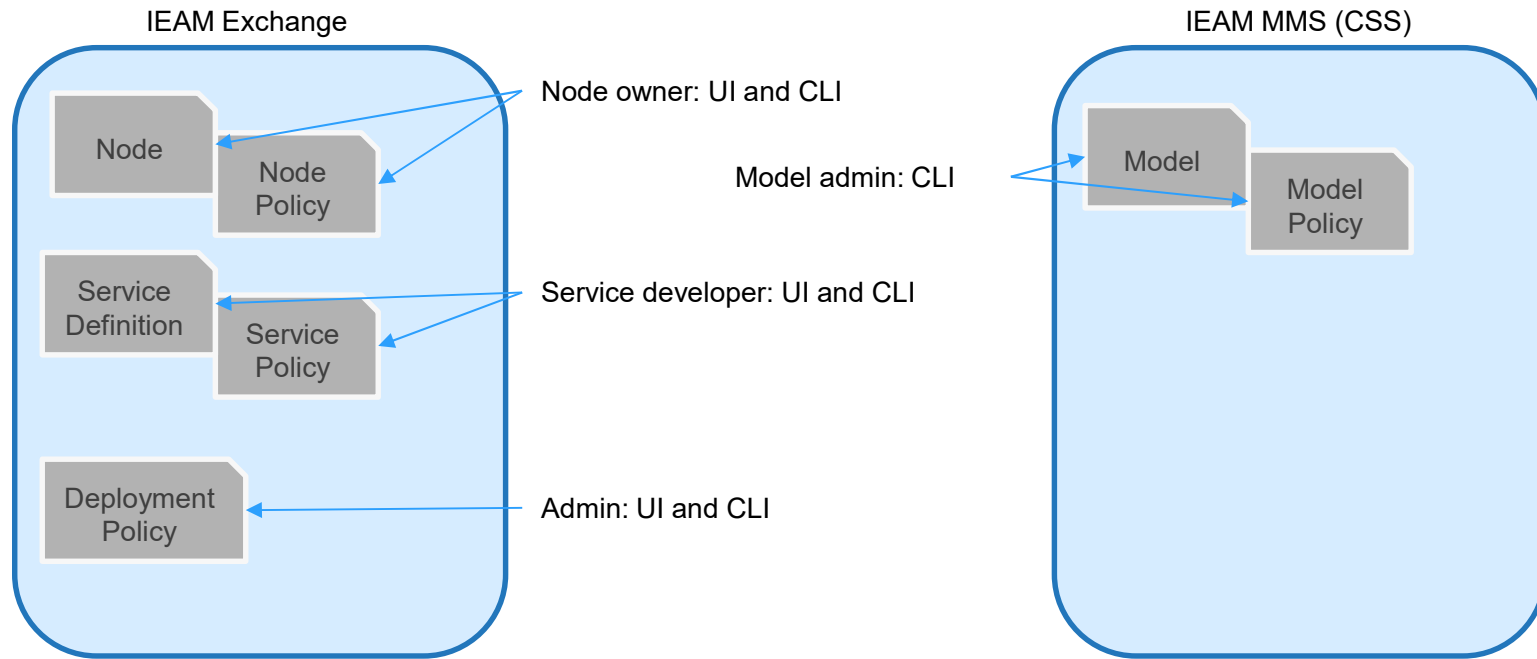 IEAM Exchange
IEAM MMS (CSS)
Node
Node
Policy
Node owner: UI and CLI
Model admin: CLI
Model
Model
Policy
Service
Definition
Service
Policy
Service developer: UI and CLI
Deployment
Policy
Admin: UI and CLI